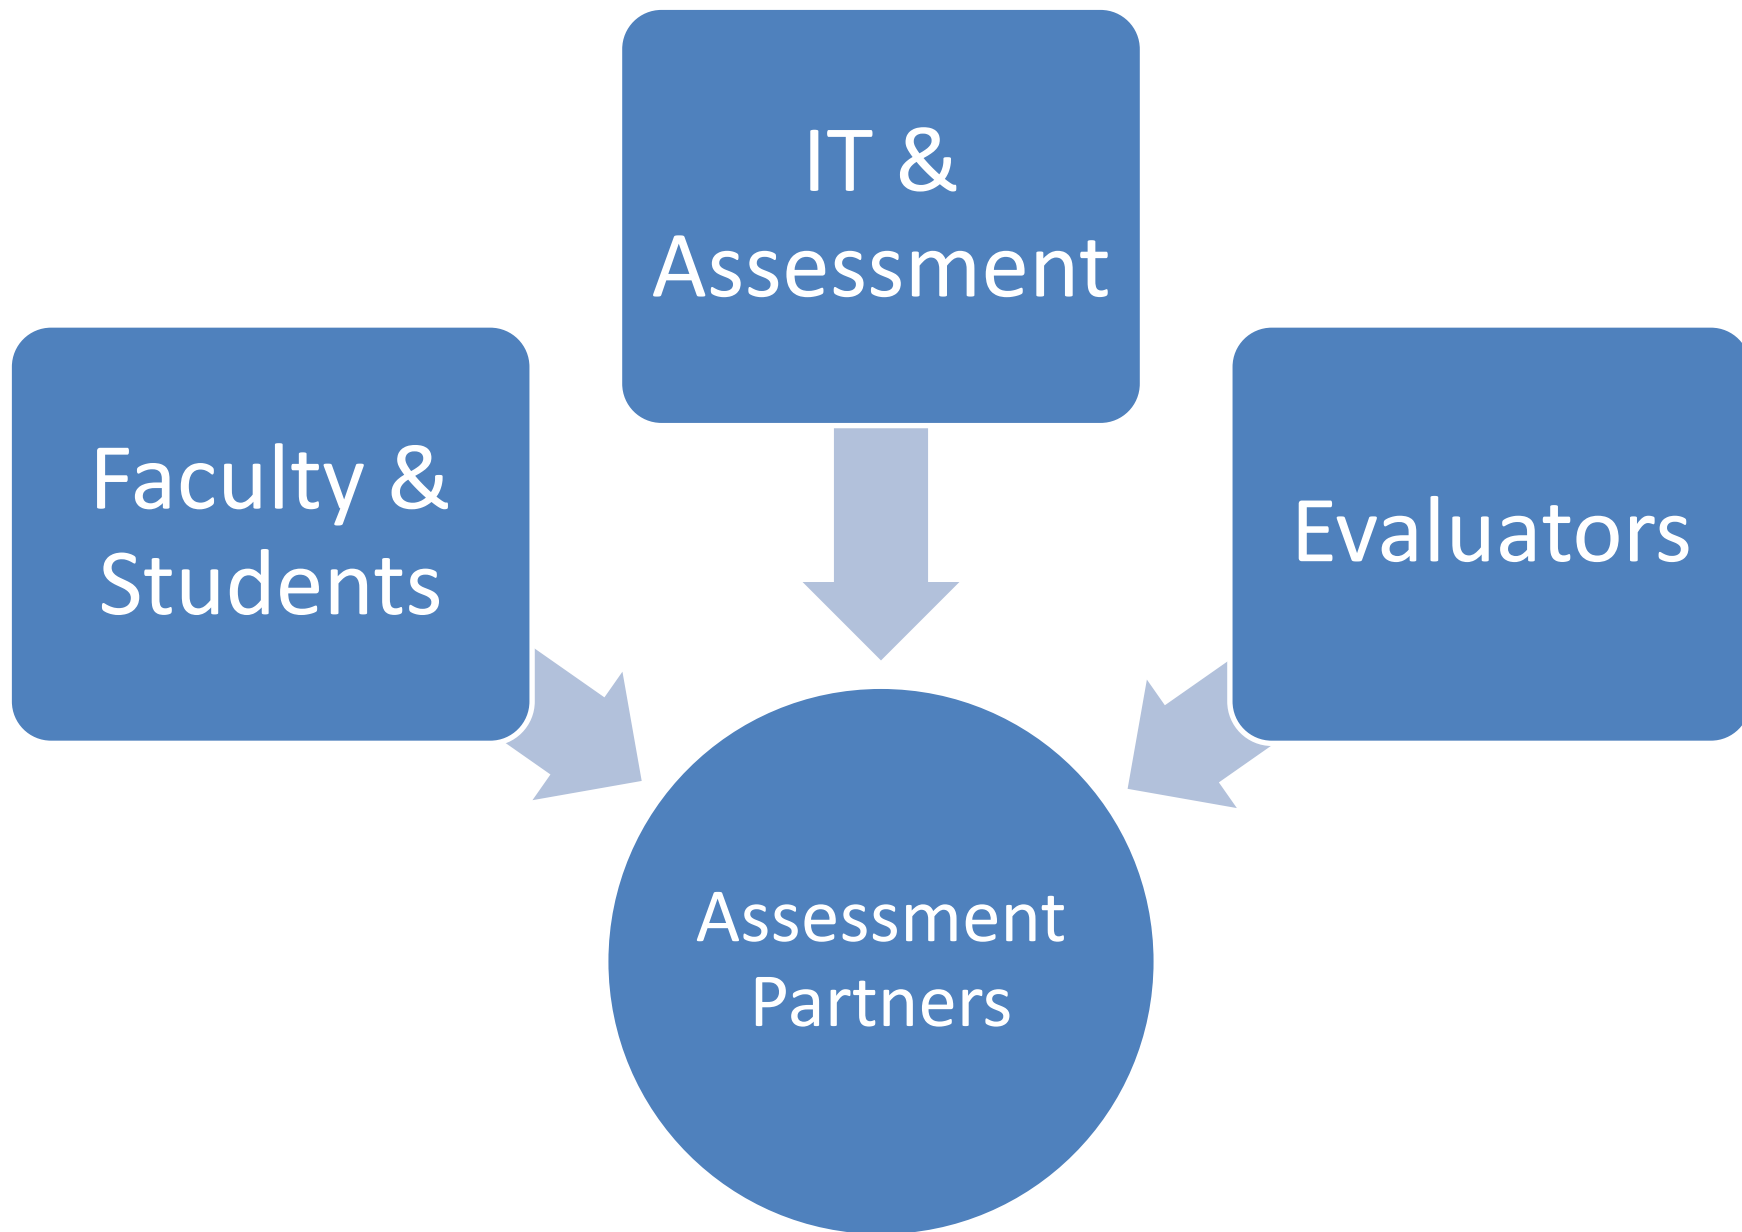 IT &
Assessment
Faculty &
Students
Evaluators
Assessment
Partners